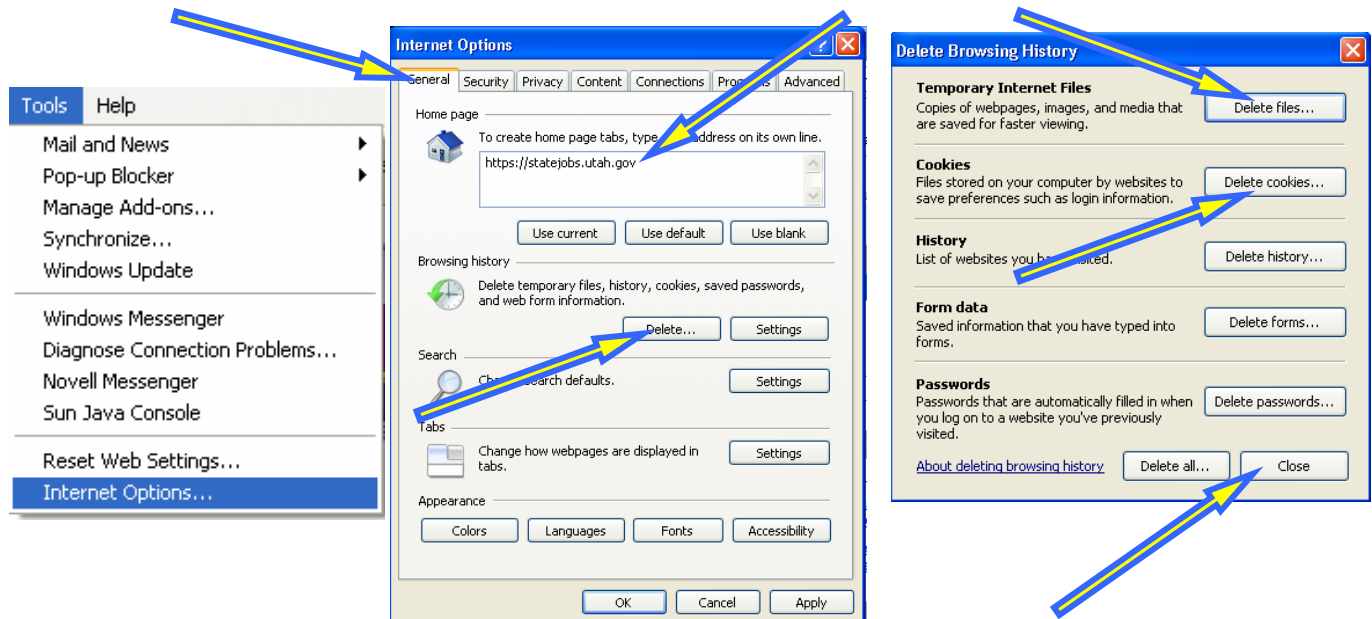 Tools Help
Mail and News
Pop-up Blocker
Manage Add-ons...
Synchronize...
Windows Update
Windows Messenger
Diagnose Connection Problems...
Novell Messenger
Sun Java Console
Reset Web Settings...
Internet Options...
Internet Options
General Security Privacy Content Connections Programs Advanced
Home page
To create home page tabs, type address on its own line.
https://statejobs.utah.gov
Use current Use default Use blank
Browsing history
Delete temporary files, history, cookies, saved passwords,
and web form information.
Delete... Settings
Search
Change search defaults.
Settings
Tabs
Change how webpages are displayed in
tabs.
Settings
Appearance
Colors Languages Fonts Accessibility
OK Cancel Apply
Delete Browsing History
Temporary Internet Files
Copies of webpages, images, and media that
are saved for faster viewing.
Delete files...
Cookies
Files stored on your computer by websites to
save preferences such as login information.
Delete cookies...
History
List of websites you have visited.
Delete history...
Form data
Saved information that you have typed into
forms.
Delete forms...
Passwords
Passwords that are automatically filled in when
you log on to a website you've previously
visited.
Delete passwords...
About deleting browsing history Delete all... Close